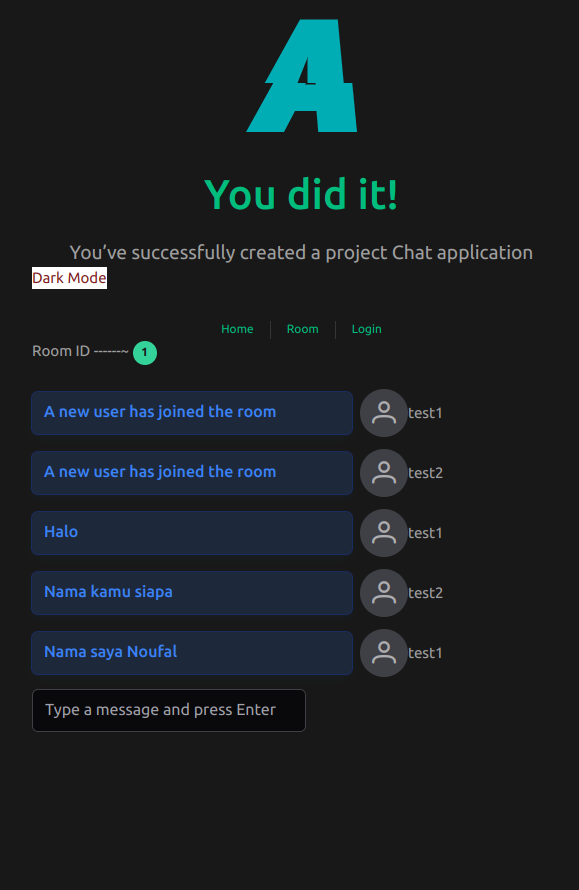 You did it!
You’ve successfully created a project Chat application
Dark Mode
Home Room Login
Room ID ------~ 1
A new user has joined the room test1
A new user has joined the room test2
Halo test1
Nama kamu siapa test2
Nama saya Noufal test1
Type a message and press Enter